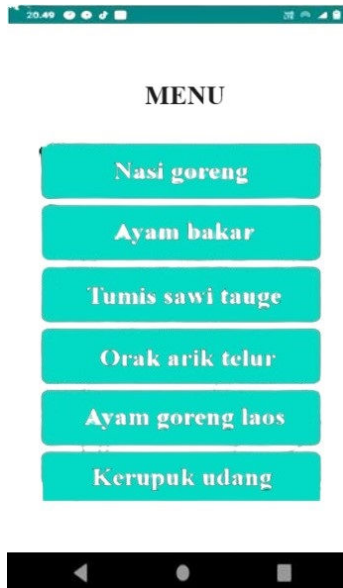 20.49
MENU
Nasi goreng
Ayam bakar
Tumis sawi tauge
Orak arik telur
Ayam goreng laos
Kerupuk udang